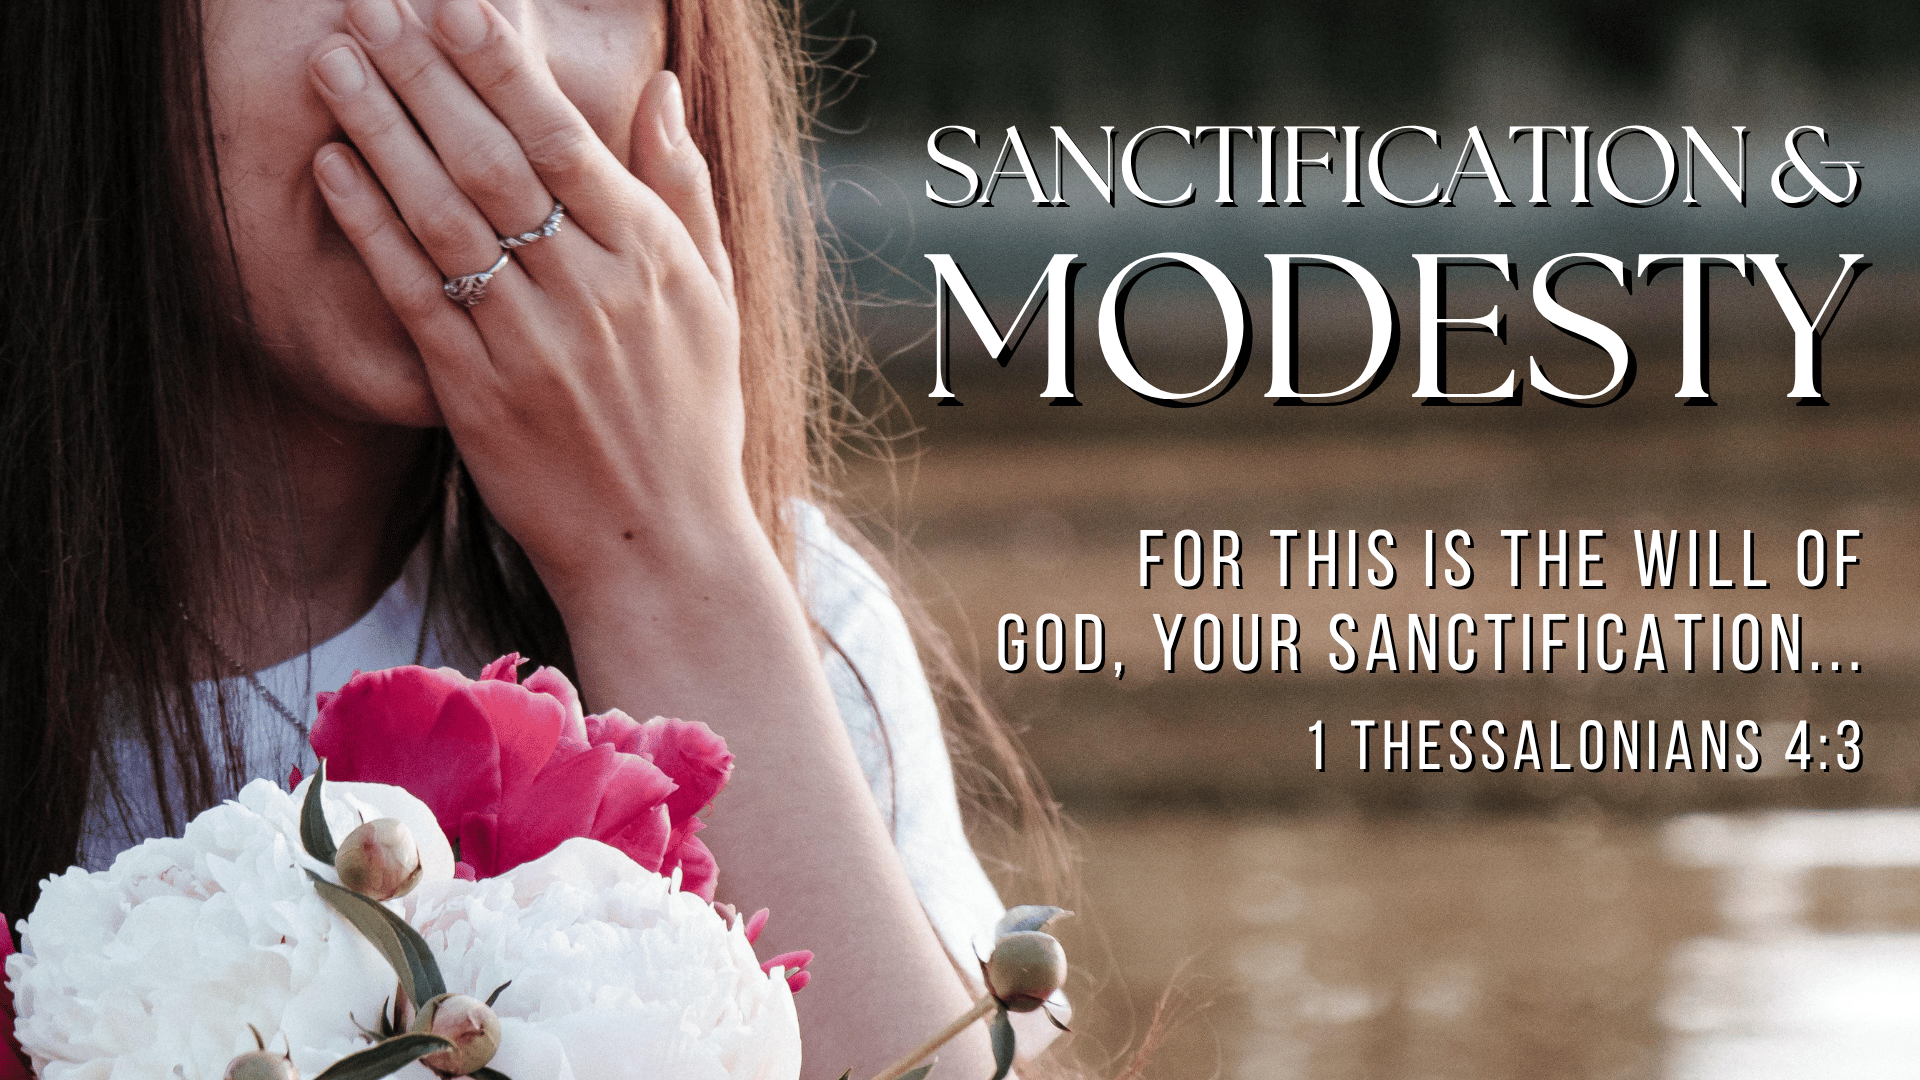 SANCTIFICATION &
MODESTY
FOR THIS IS THE WILL OF
GOD, YOUR SANCTIFICATION...
1 THESSALONIANS 4:3